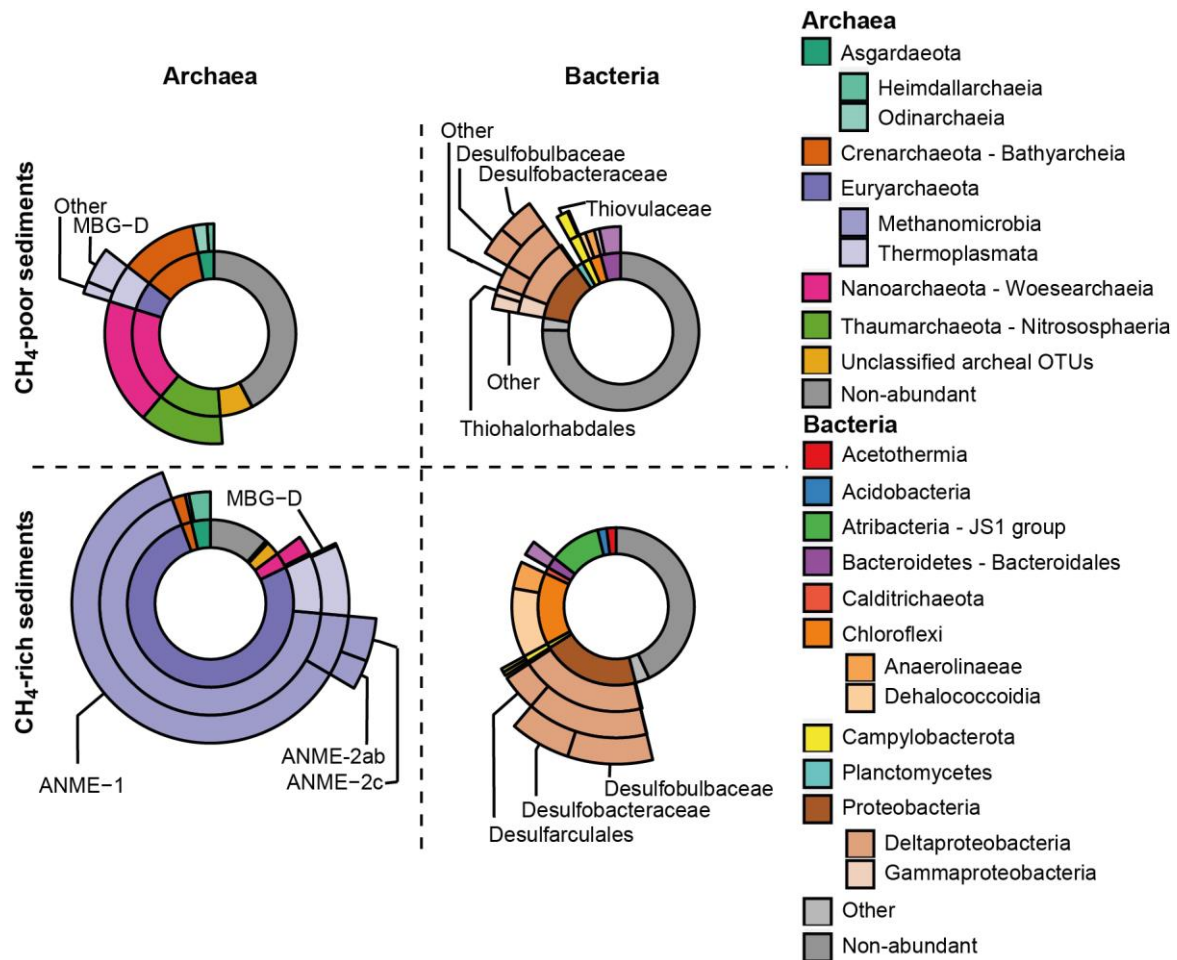 Archaea
Bacteria
CH₄-poor sediments
Other
MBG-D
Other
Desulfobulbaceae
Desulfobacteraceae
Thiovulaceae
Other
Thiohalorhabdales
CH₄-rich sediments
MBG-D
ANME-1
ANME-2ab
ANME-2c
Desulfobulbaceae
Desulfobacteraceae
Desulfarculales
Archaea
Asgardaeota
Heimdallarchaeia
Odinarchaeia
Crenarchaeota - Bathyarcheia
Euryarchaeota
Methanomicrobia
Thermoplasmata
Nanoarchaeota - Woesearchaeia
Thaumarchaeota - Nitrososphaeria
Unclassified archeal OTUs
Non-abundant
Bacteria
Acetothermia
Acidobacteria
Atribacteria - JS1 group
Bacteroidetes - Bacteroidales
Calditrichaeota
Chloroflexi
Anaerolinaeae
Dehalococcoidia
Campylobacterota
Planctomycetes
Proteobacteria
Deltaproteobacteria
Gammaproteobacteria
Other
Non-abundant